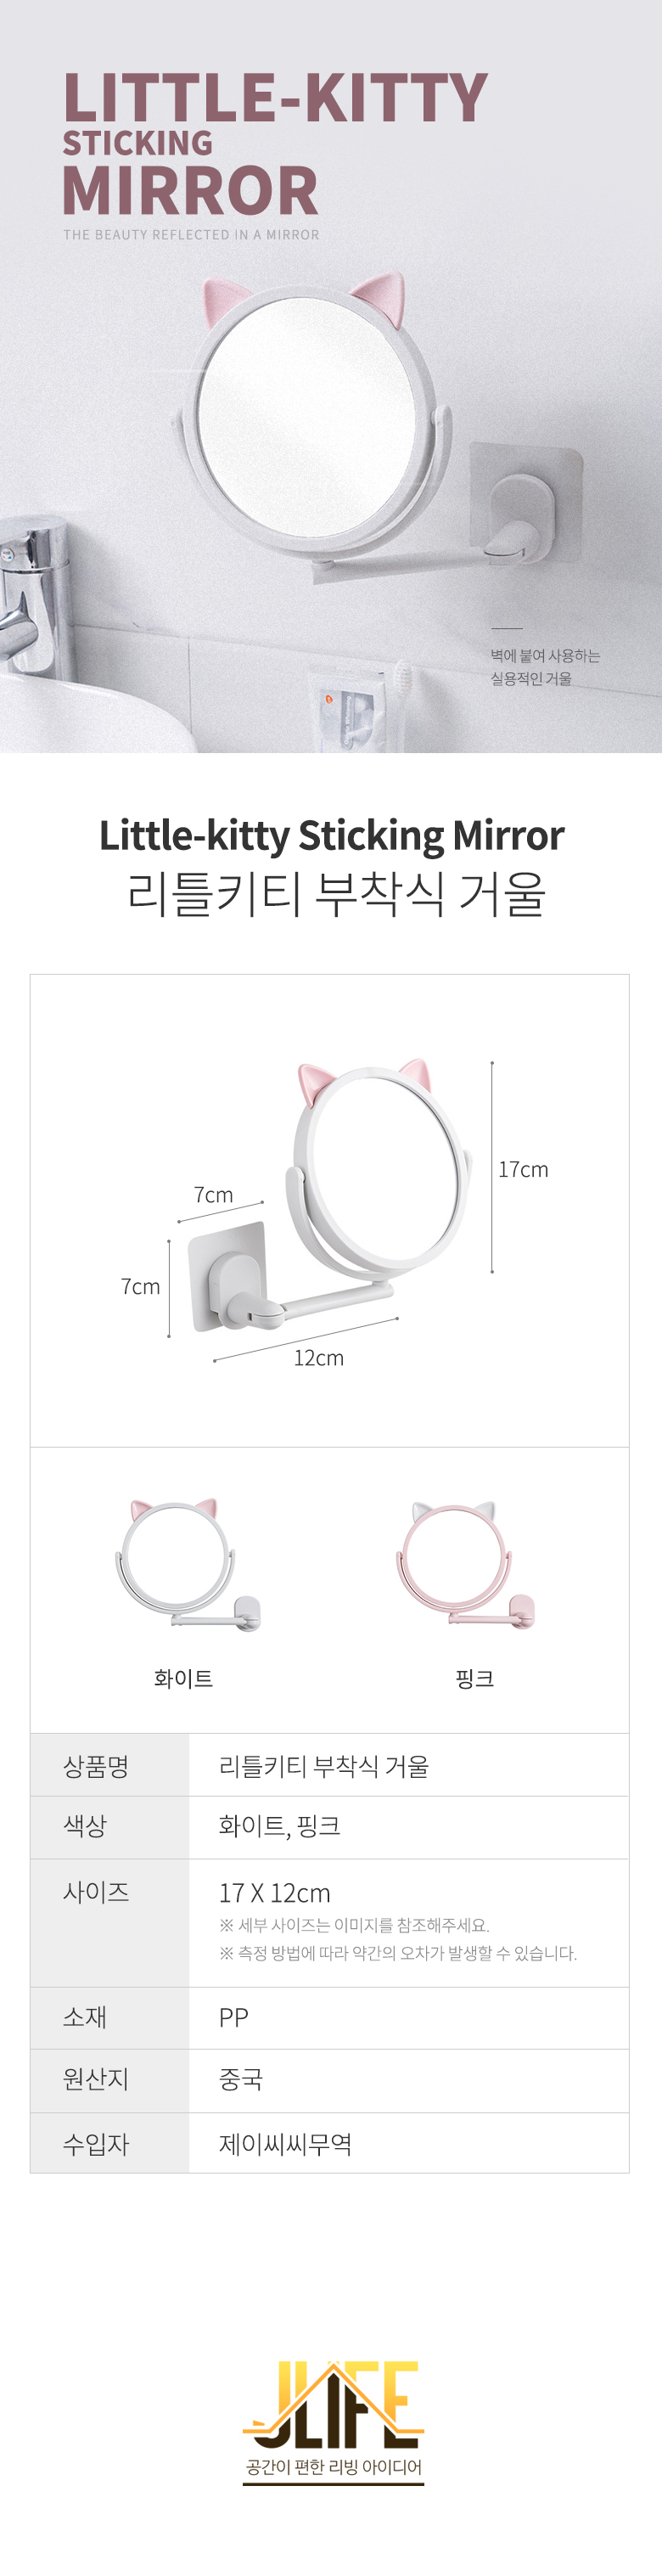 LITTLE-KITTY
STICKING
MIRROR
THE BEAUTY REFLECTED IN A MIRROR
벽에 붙여 사용하는
실용적인 거울
Little-kitty Sticking Mirror
리틀키티 부착식 거울
17cm
7cm
7cm
12cm
화이트
핑크
상품명 리틀키티 부착식 거울
색상 화이트, 핑크
사이즈 17 X 12cm
※ 세부 사이즈는 이미지를 참조해주세요.
※ 측정 방법에 따라 약간의 오차가 발생할 수 있습니다.
소재 PP
원산지 중국
수입자 제이씨씨무역
JLIFE
공간이 편한 리빙 아이디어